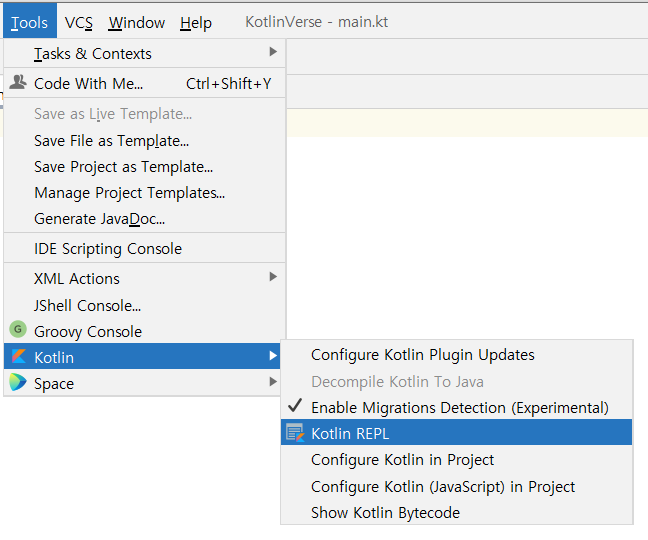 Tools VCS Window Help KotlinVerse - main.kt
Tasks & Contexts
Code With Me... Ctrl+Shift+Y
Save as Live Template...
Save File as Template...
Save Project as Template...
Manage Project Templates...
Generate JavaDoc...
IDE Scripting Console
XML Actions
JShell Console...
G Groovy Console
Kotlin
Space
Configure Kotlin Plugin Updates
Decompile Kotlin To Java
Enable Migrations Detection (Experimental)
Kotlin REPL
Configure Kotlin in Project
Configure Kotlin (JavaScript) in Project
Show Kotlin Bytecode